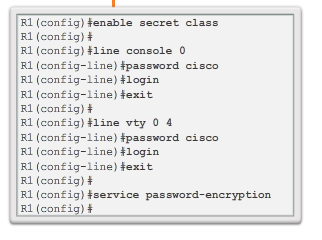 R1(config)#enable secret class
R1(config)#
R1(config)#line console 0
R1(config-line)#password cisco
R1(config-line)#login
R1(config-line)#exit
R1(config)#
R1(config)#line vty 0 4
R1(config-line)#password cisco
R1(config-line)#login
R1(config-line)#exit
R1(config)#
R1(config)#service password-encryption
R1(config)#